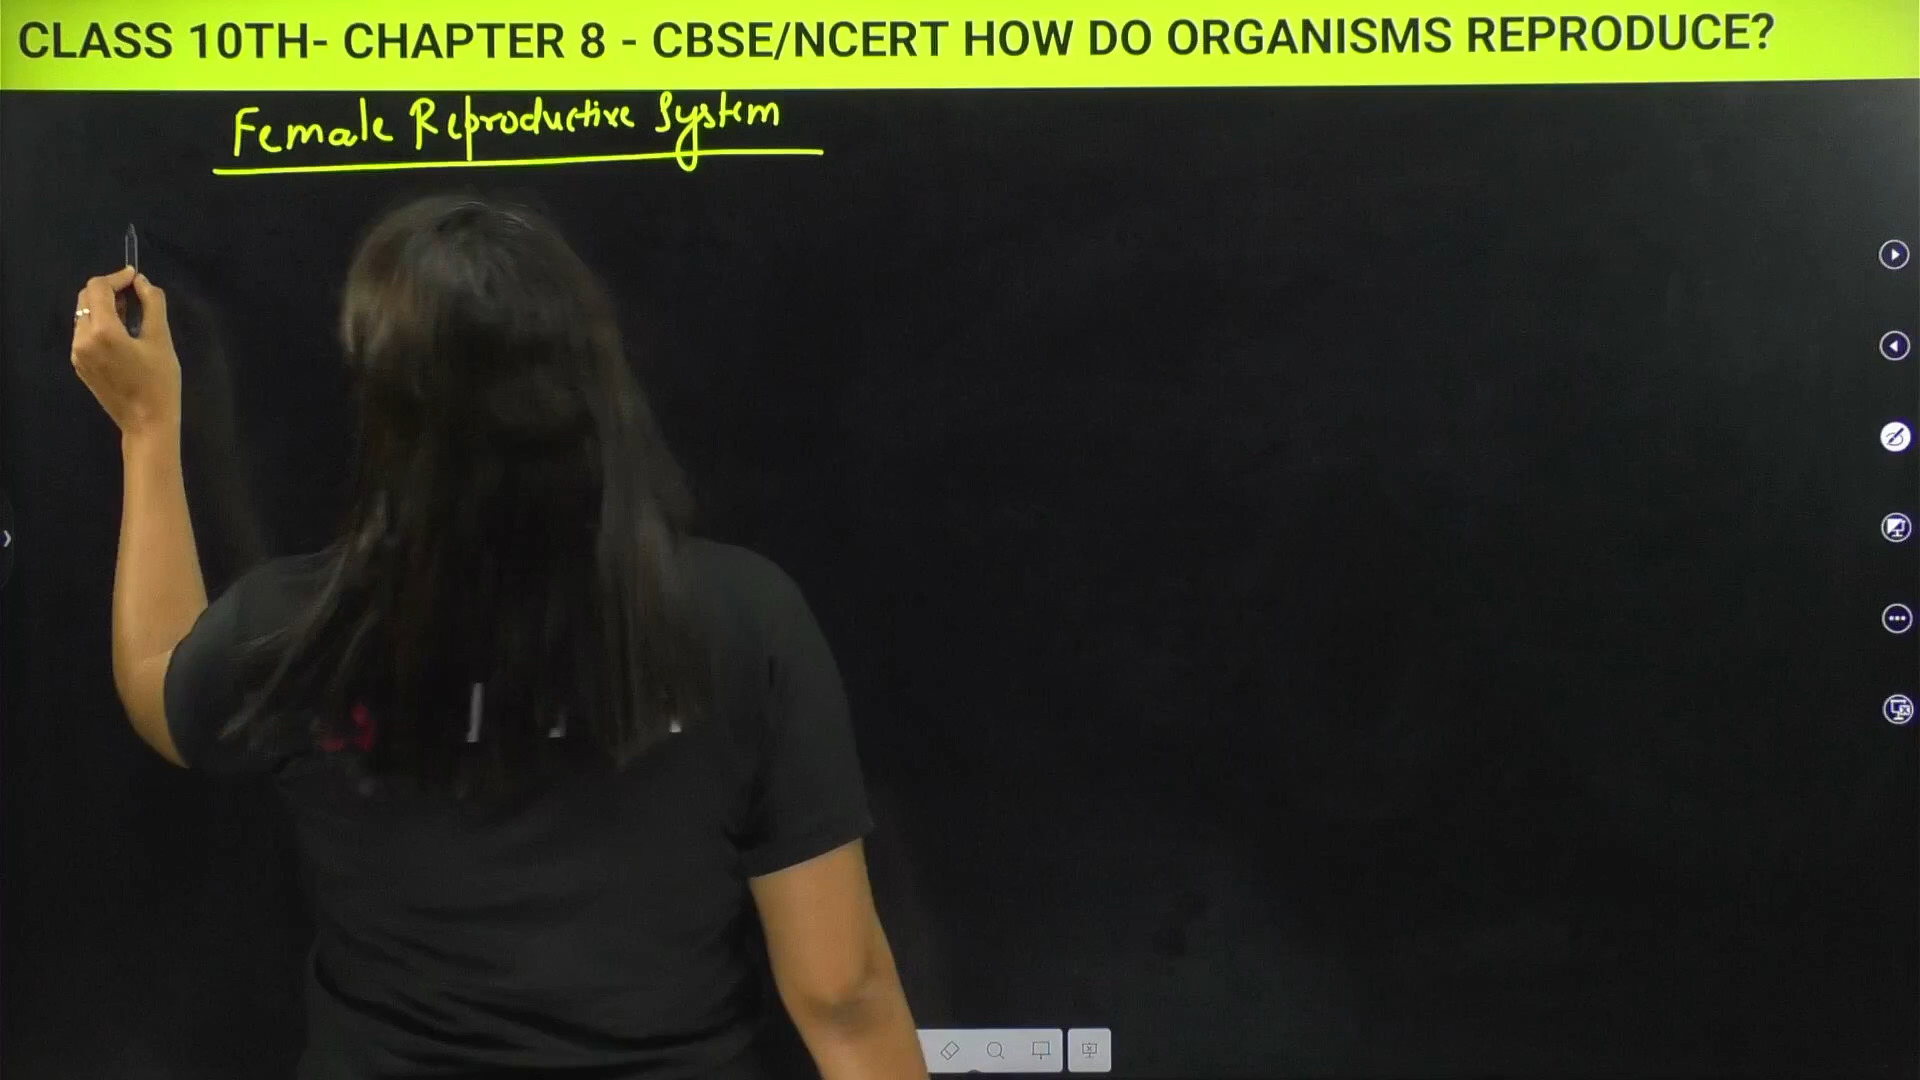 CLASS 10TH- CHAPTER 8 - CBSE/NCERT HOW DO ORGANISMS REPRODUCE?
Female Reproductive System